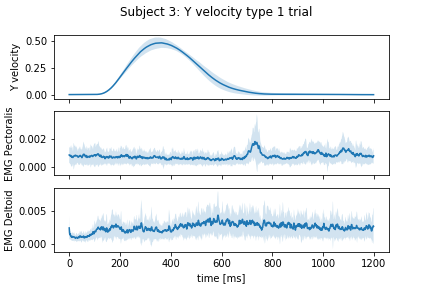 Subject 3: Y velocity type 1 trial
0.50
0.25
0.00
Y velocity
0.002
0.000
EMG Pectoralis
0.005
0.000
EMG Deltoid
0 200 400 600 800 1000 1200
time [ms]